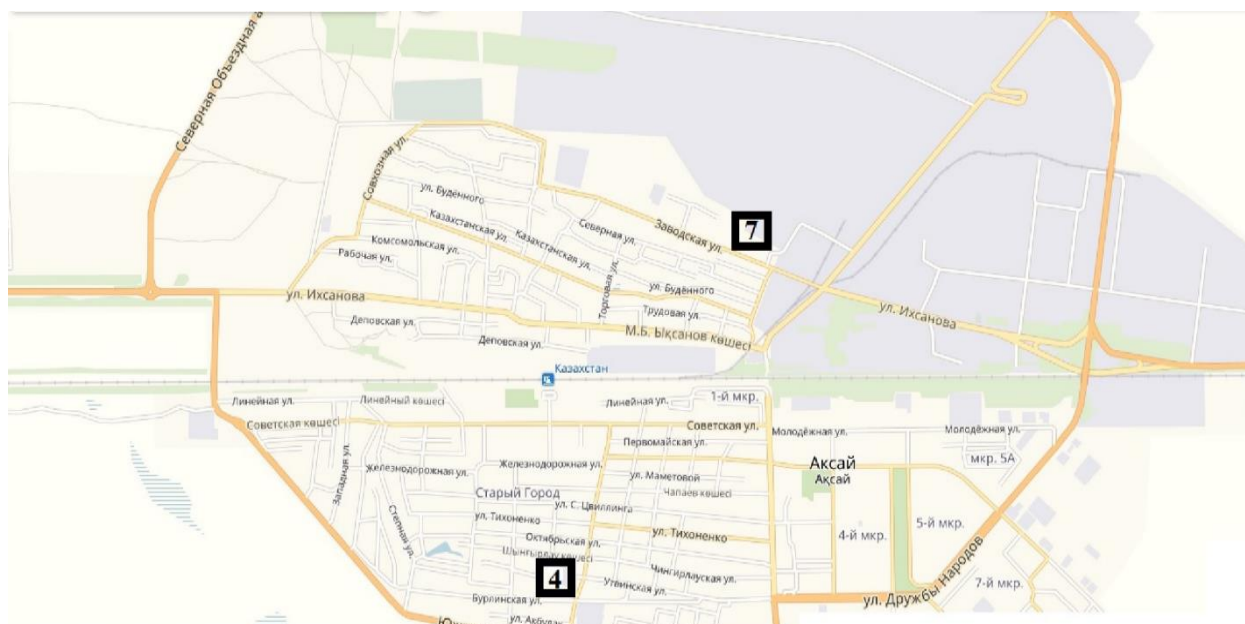 Северная Объездная
Совхозная ул.
ул. Будённого
Казахстанская ул.
Северная ул.
Заводская ул.
7
Комсомольская ул.
Казахстанская ул.
Рабочая ул.
Торговая ул.
ул. Будённого
ул. Ихсанова
Трудовая ул.
ул. Ихсанова
Деповская ул.
М.Б. Ықсанов көшесі
Деповская ул.
Казахстан
Линейная ул.
Линейный көшесі
Линейная ул.
1-й мкр.
Советская көшесі
Советская ул.
Молодёжная ул.
Молодёжная ул.
Первомайская ул.
Западная ул.
Железнодорожная ул.
Железнодорожная ул.
Аксай
Ақсай
мкр. 5А
ул. Маметовой
Старый Город
Чапаев көшесі
ул. С. Цвиллинга
Степная ул.
ул. Тихоненко
ул. Тихоненко
4-й мкр.
5-й мкр.
Октябрьская ул.
Шыңғырлау көшесі
4
Чингирлауская ул.
Утвинская ул.
7-й мкр.
Бурлинская ул.
ул. Дружбы Народов